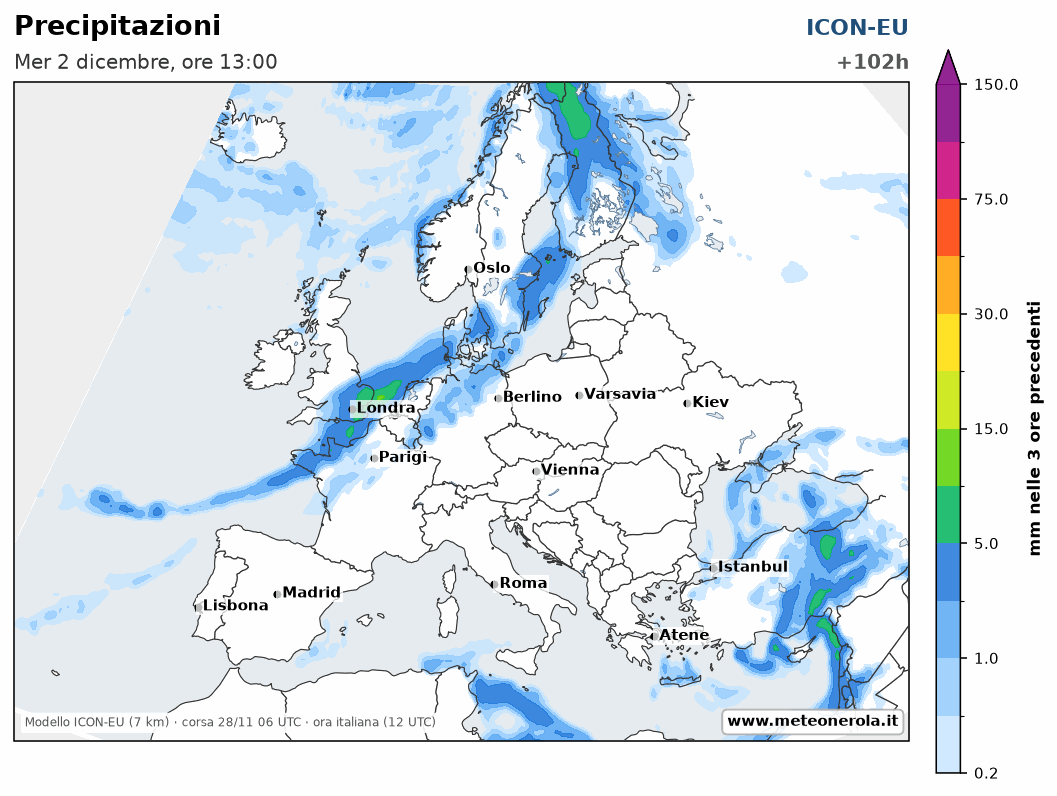 Precipitazioni
ICON-EU
Mer 2 dicembre, ore 13:00
+102h
150.0
75.0
30.0
15.0
5.0
1.0
0.2
mm nelle 3 ore precedenti
Oslo
Londra
Berlino
Varsavia
Kiev
Parigi
Vienna
Istanbul
Roma
Madrid
Lisbona
Atene
Modello ICON-EU (7 km) · corsa 28/11 06 UTC · ora italiana (12 UTC)
www.meteonerola.it